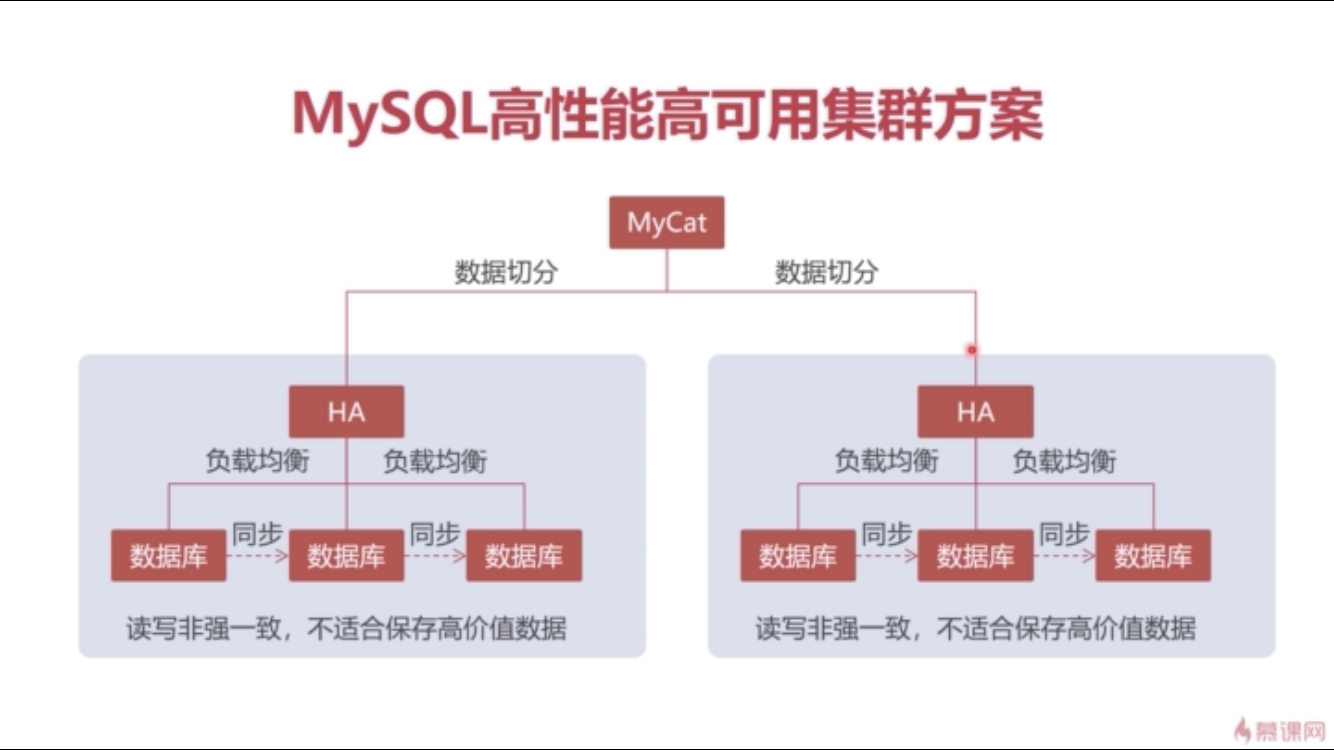 MySQL高性能高可用集群方案
MyCat
数据切分 数据切分
HA HA
负载均衡 负载均衡 负载均衡 负载均衡
同步 同步 同步 同步
数据库 数据库 数据库 数据库 数据库 数据库
读写非强一致，不适合保存高价值数据 读写非强一致，不适合保存高价值数据
慕课网